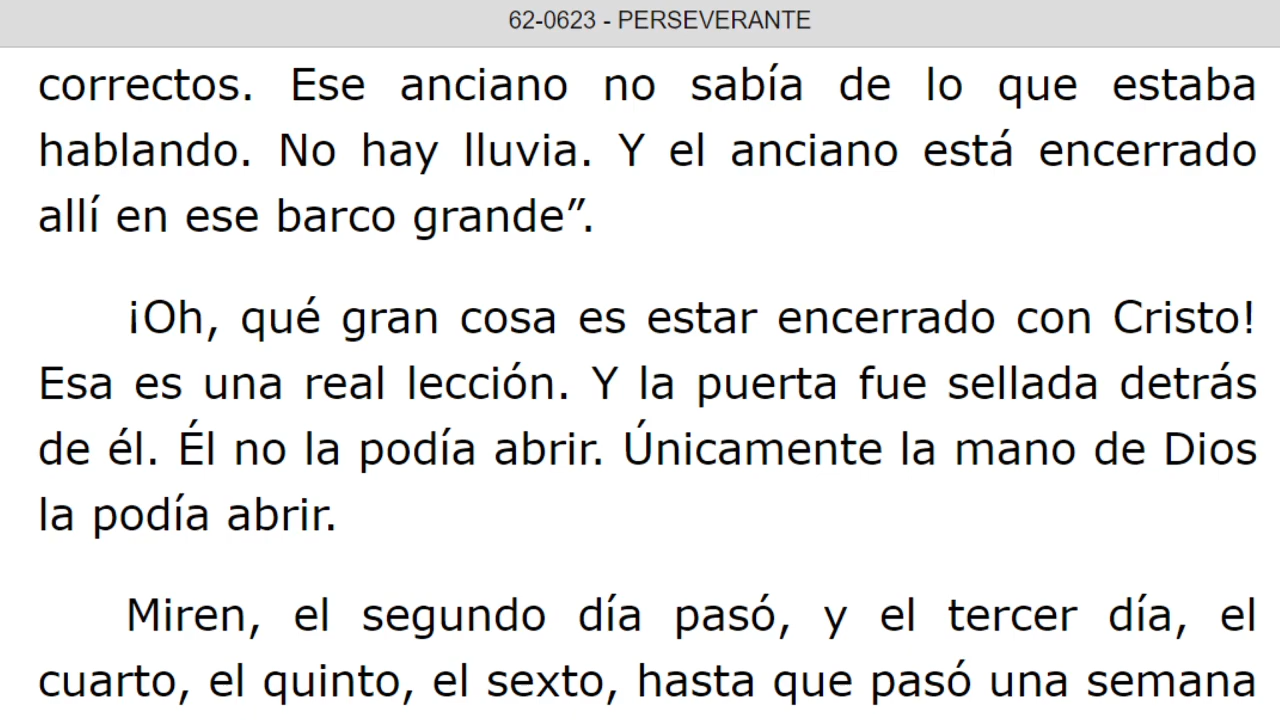 62-0623 - PERSEVERANTE
correctos. Ese anciano no sabía de lo que estaba
hablando. No hay lluvia. Y el anciano está encerrado
allí en ese barco grande”.
¡Oh, qué gran cosa es estar encerrado con Cristo!
Esa es una real lección. Y la puerta fue sellada detrás
de él. Él no la podía abrir. Únicamente la mano de Dios
la podía abrir.
Miren, el segundo día pasó, y el tercer día, el
cuarto, el quinto, el sexto, hasta que pasó una semana